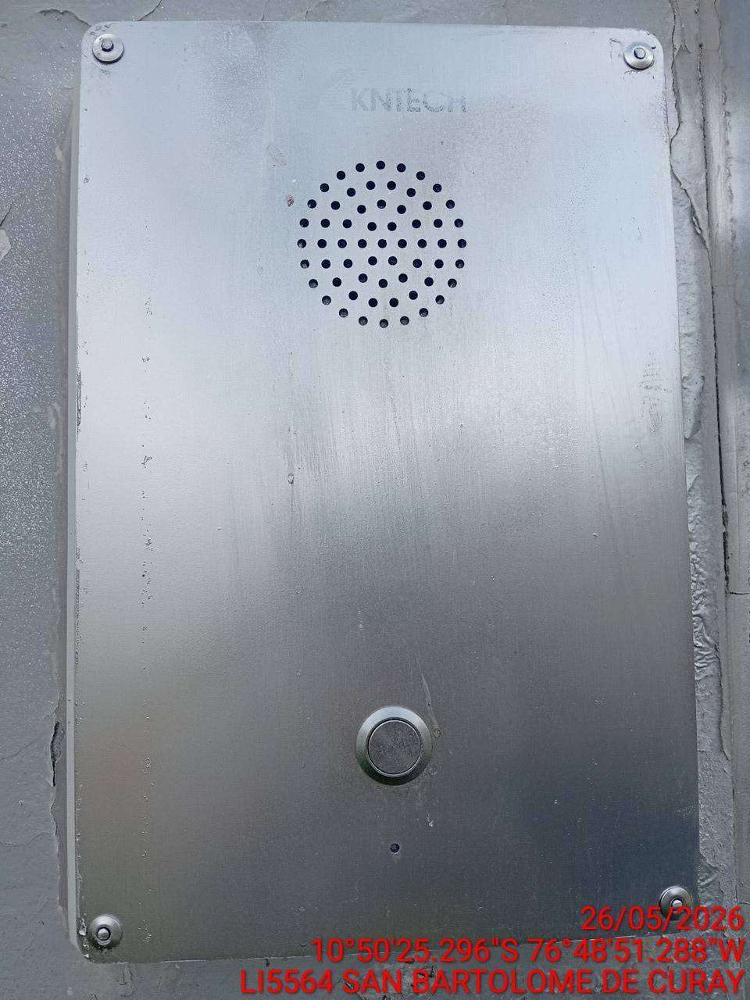 KNTECH
26/05/2026
10°50'25.296"S 76°48'51.288"W
LI5564 SAN BARTOLOME DE CURAY